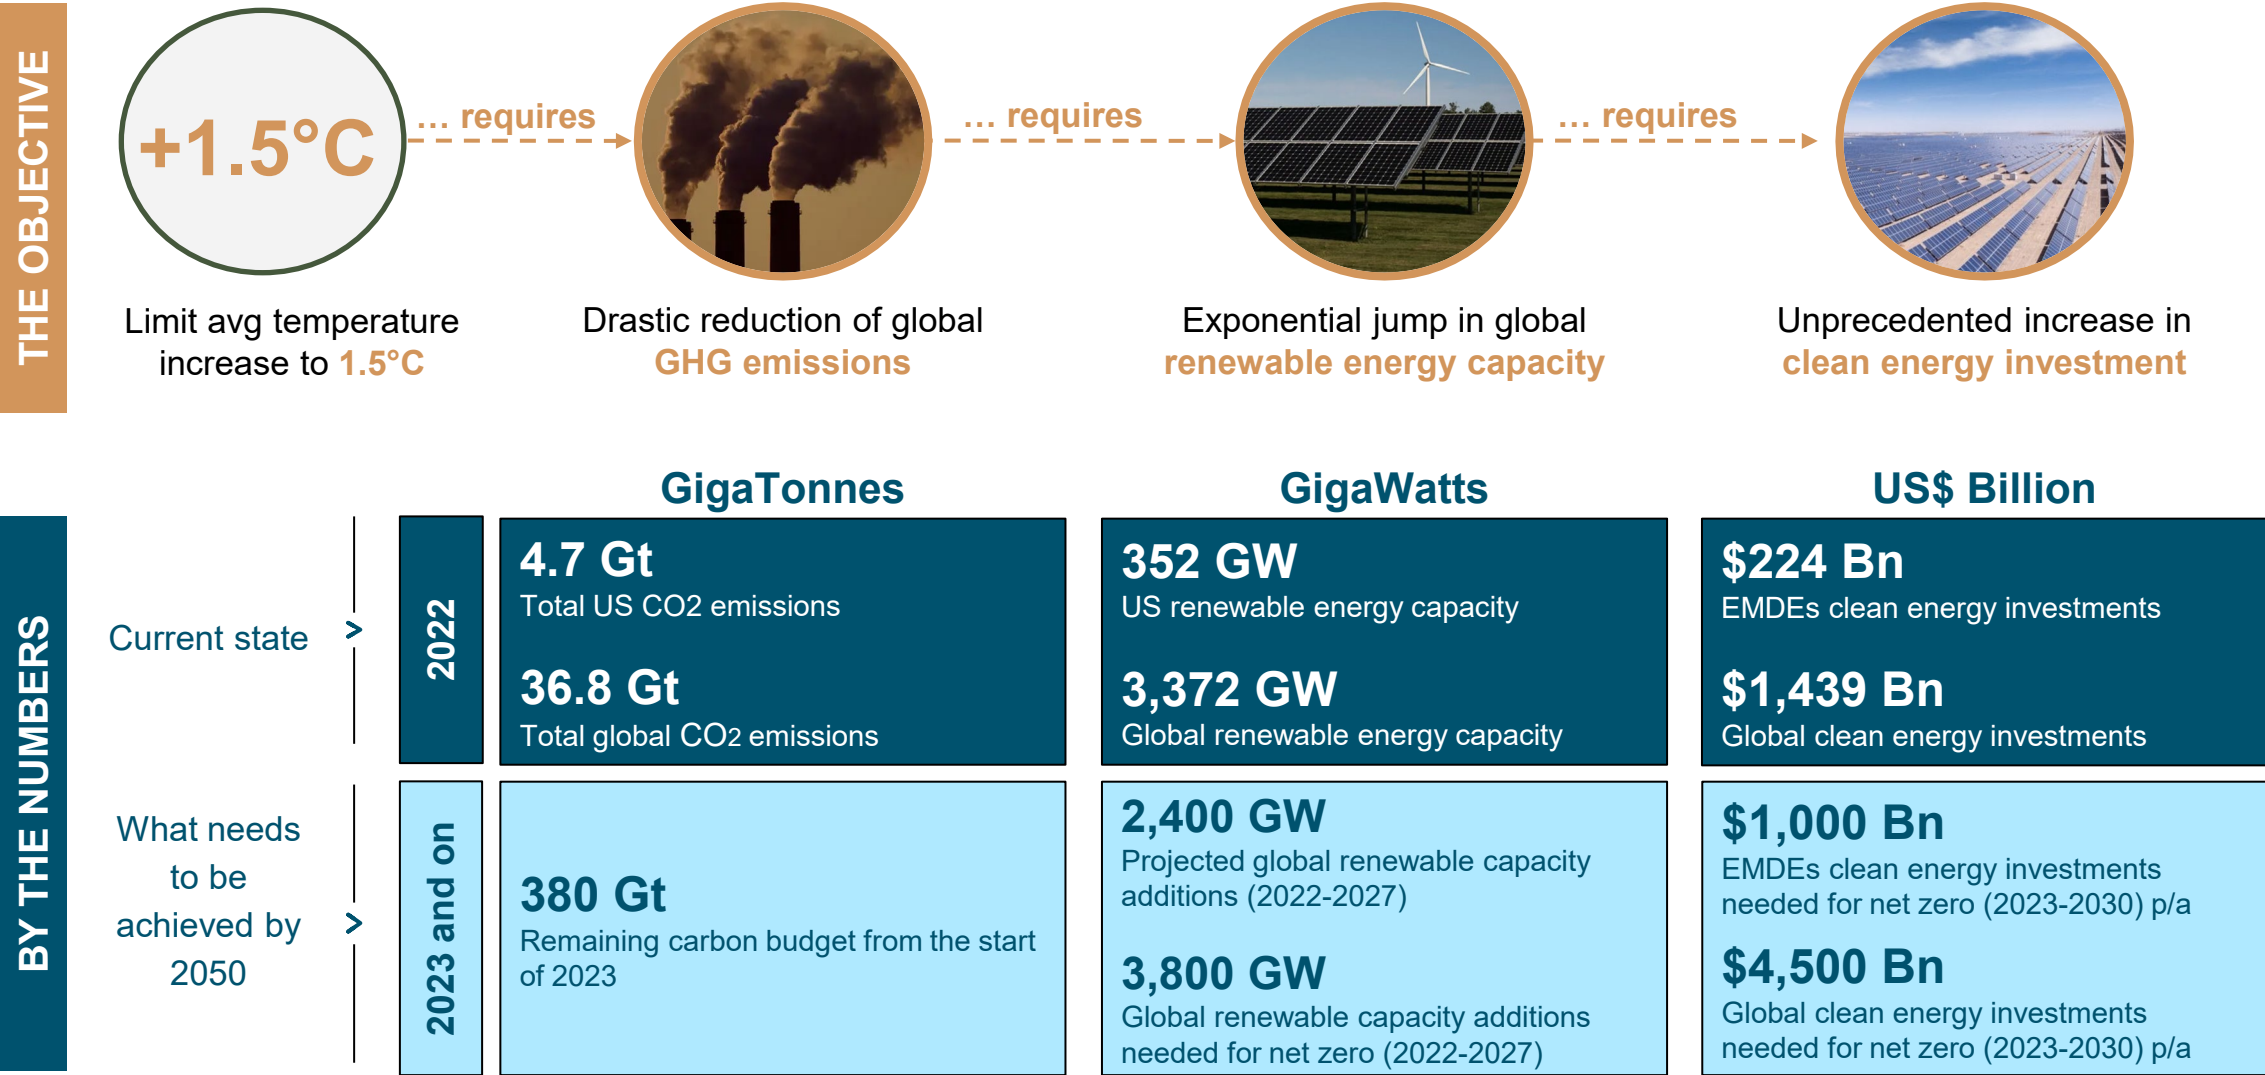 THE OBJECTIVE
+1.5°C
... requires
... requires
... requires
Limit avg temperature
increase to 1.5°C
Drastic reduction of global
GHG emissions
Exponential jump in global
renewable energy capacity
Unprecedented increase in
clean energy investment
BY THE NUMBERS
GigaTonnes
GigaWatts
US$ Billion
Current state
>
2022
4.7 Gt
Total US CO2 emissions
36.8 Gt
Total global CO2 emissions
352 GW
US renewable energy capacity
3,372 GW
Global renewable energy capacity
$224 Bn
EMDEs clean energy investments
$1,439 Bn
Global clean energy investments
What needs
to be
achieved by
2050
>
2023 and on
380 Gt
Remaining carbon budget from the start
of 2023
2,400 GW
Projected global renewable capacity
additions (2022-2027)
3,800 GW
Global renewable capacity additions
needed for net zero (2022-2027)
$1,000 Bn
EMDEs clean energy investments
needed for net zero (2023-2030) p/a
$4,500 Bn
Global clean energy investments
needed for net zero (2023-2030) p/a